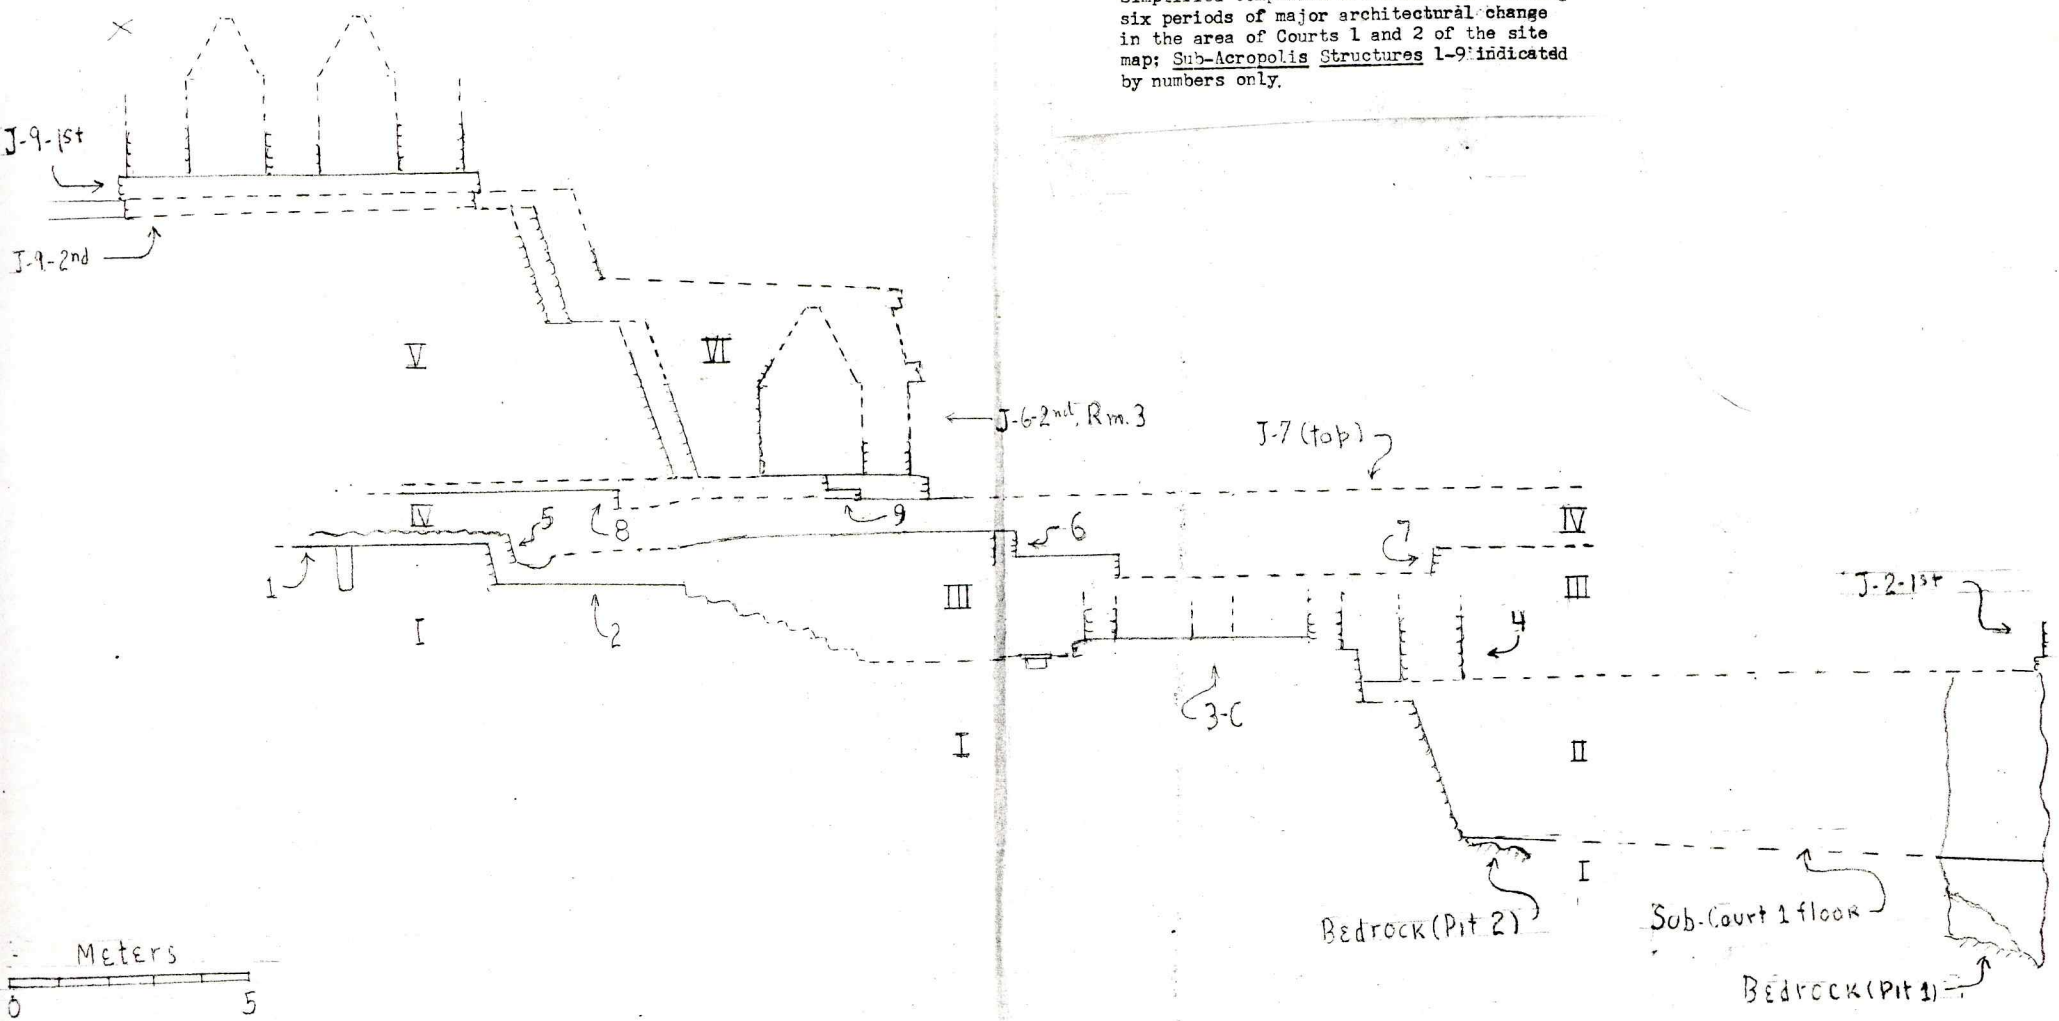 six periods of major architectural change
in the area of Courts 1 and 2 of the site
map; Sub-Acropolis Structures 1-9 indicated
by numbers only.
J-9-1st
J-9-2nd
V
VI
J-6-2nd, Rm. 3
J-7 (top)
IV
5
8
9
6
7
IV
1
I
2
III
III
J-2-1st
4
3-C
I
II
I
Bedrock (Pit 2)
Sub-Court 1 floor
Bedrock (Pit 1)
Meters
0 5